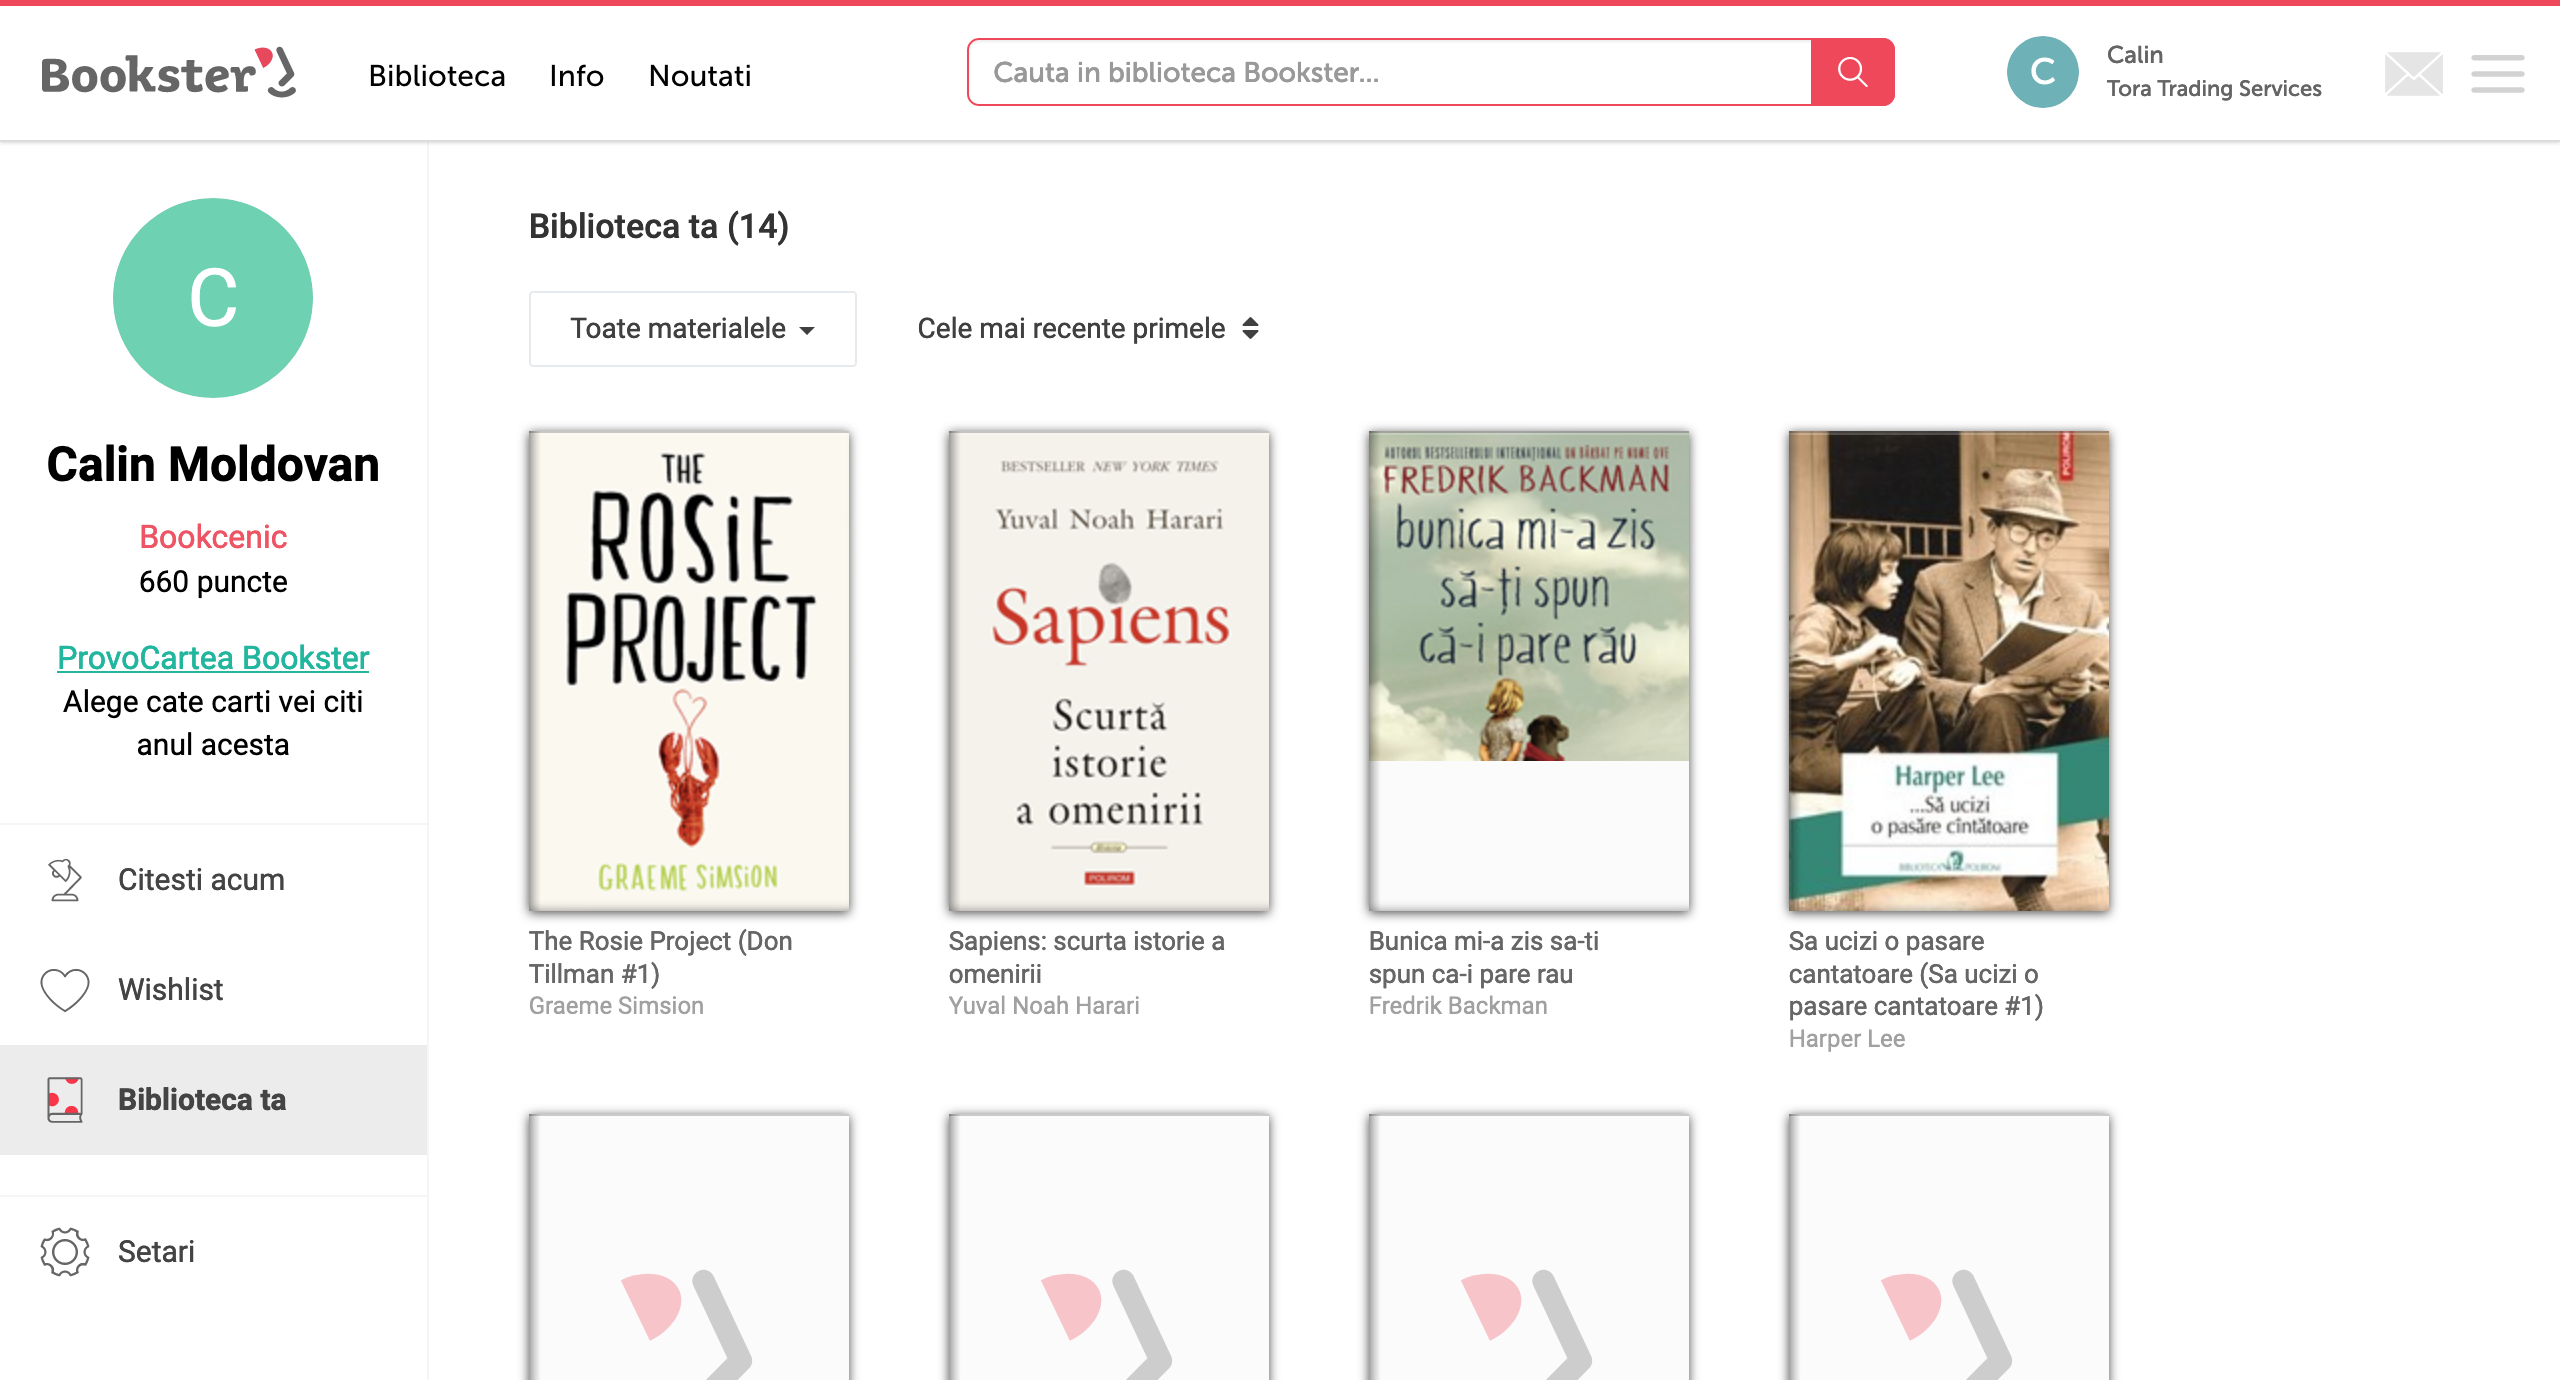 Bookster
Biblioteca
Info
Noutati
Cauta in biblioteca Bookster...
C
Calin
Tora Trading Services
C
Calin Moldovan
Bookcenic
660 puncte
ProvoCartea Bookster
Alege cate carti vei citi
anul acesta
Citesti acum
Wishlist
Biblioteca ta
Setari
Biblioteca ta (14)
Toate materialele
Cele mai recente primele
THE
ROSiE
PROJECT
GRAEME SiMSiON
The Rosie Project (Don
Tillman #1)
Graeme Simsion
BESTSELLER NEW YORK TIMES
Yuval Noah Harari
Sapiens
Scurtă
istorie
a omenirii
POLIROM
Sapiens: scurta istorie a
omenirii
Yuval Noah Harari
AUTORUL BESTSELLERULUI INTERNAȚIONAL UN BĂRBAT PE NUME OVE
FREDRIK BACKMAN
bunica mi-a zis
să-ți spun
că-i pare rău
Bunica mi-a zis sa-ti
spun ca-i pare rau
Fredrik Backman
POLIROM
Harper Lee
...Să ucizi
o pasăre cîntătoare
BIBLIOTECA POLIROM
Sa ucizi o pasare
cantatoare (Sa ucizi o
pasare cantatoare #1)
Harper Lee